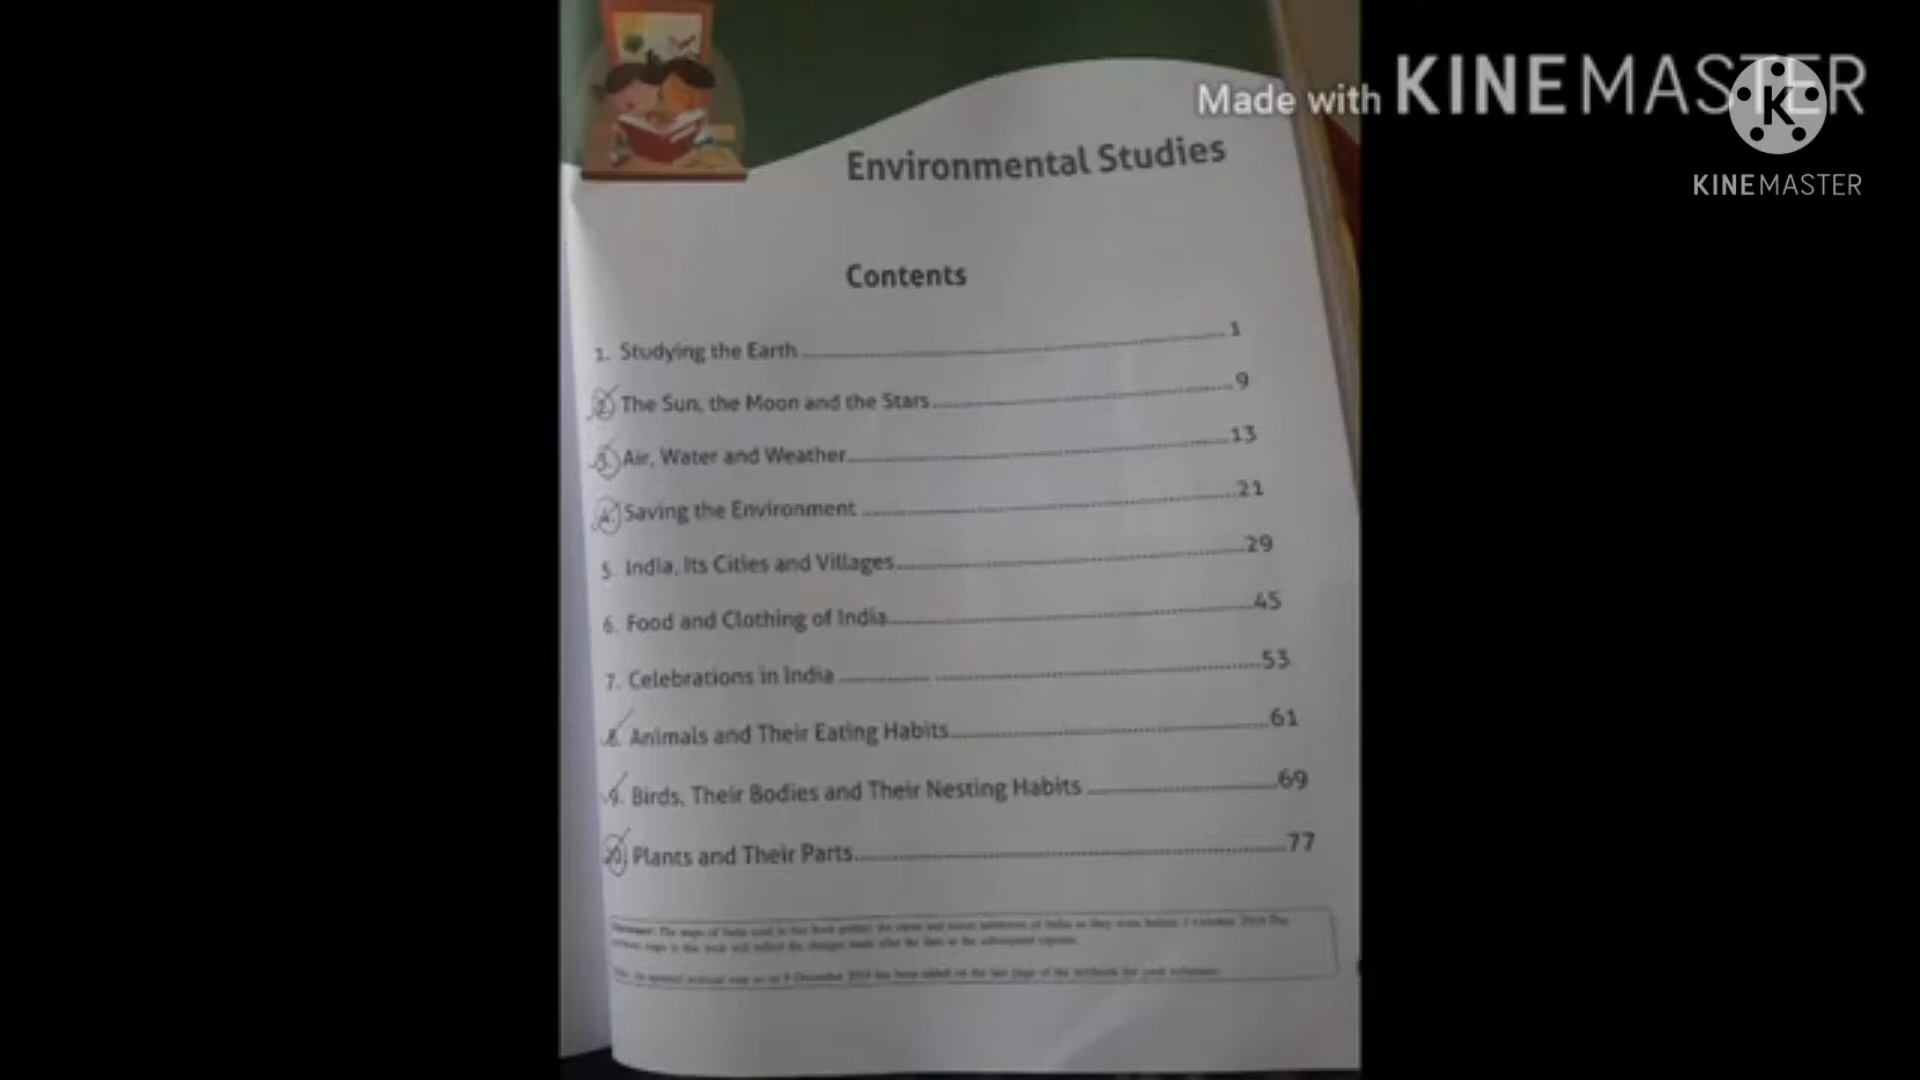 Made with KINEMASTER
K
KINEMASTER
Environmental Studies
Contents
1. Studying the Earth 1
2. The Sun, the Moon and the Stars 9
3. Air, Water and Weather 13
4. Saving the Environment 21
5. India, Its Cities and Villages 29
6. Food and Clothing of India 45
7. Celebrations in India 53
8. Animals and Their Eating Habits 61
9. Birds, Their Bodies and Their Nesting Habits 69
10. Plants and Their Parts 77